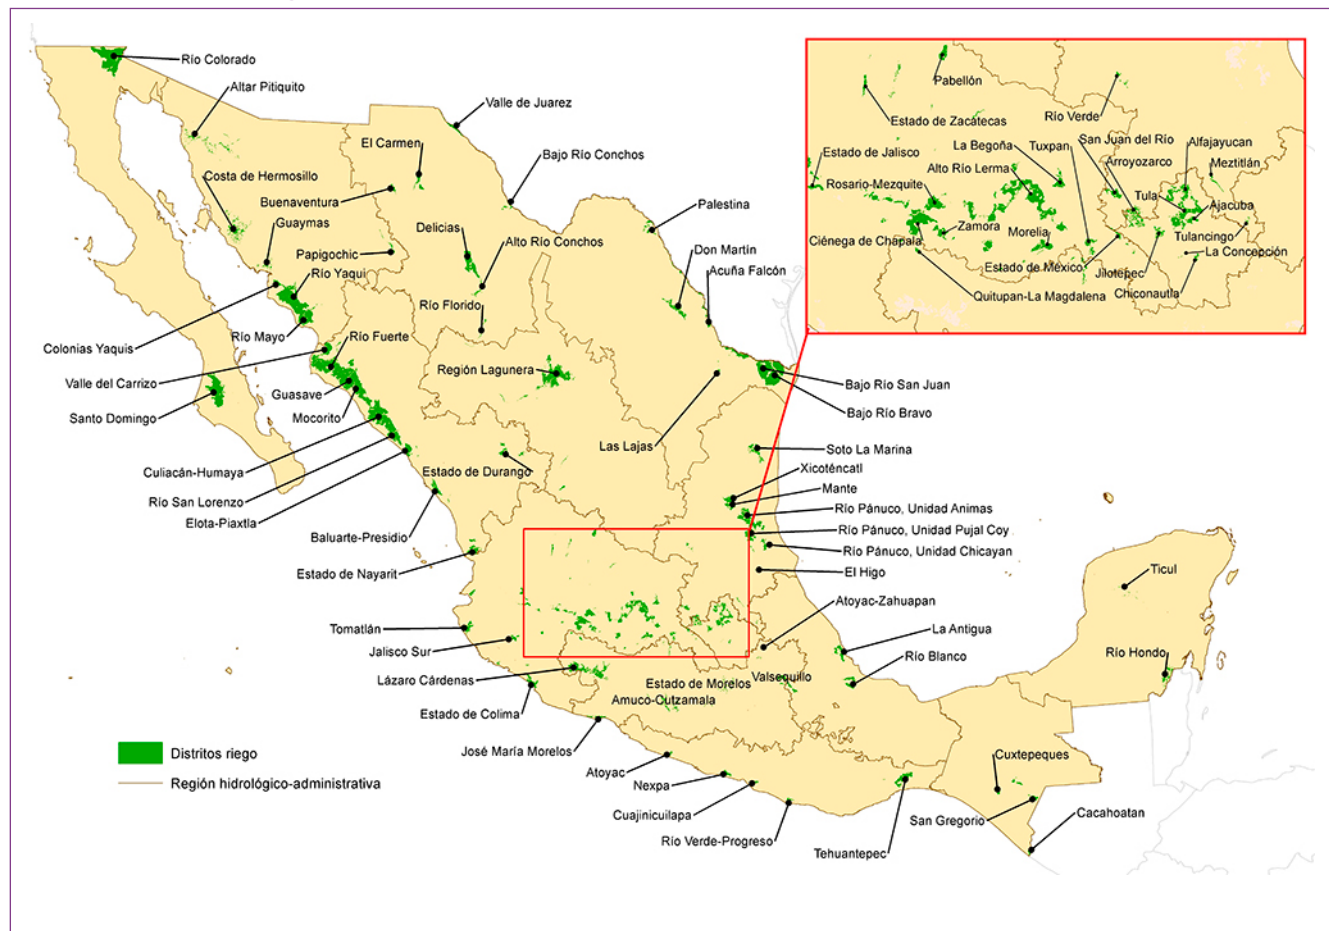 Río Colorado
Altar Pitiquito
Valle de Juarez
El Carmen
Bajo Río Conchos
Costa de Hermosillo
Buenaventura
Guaymas
Delicias
Alto Río Conchos
Palestina
Papigochic
Río Yaqui
Don Martín
Acuña Falcón
Río Florido
Río Mayo
Río Fuerte
Colonias Yaquis
Valle del Carrizo
Región Lagunera
Guasave
Santo Domingo
Mocorito
Bajo Río San Juan
Bajo Río Bravo
Las Lajas
Culiacán-Humaya
Estado de Durango
Soto La Marina
Xicoténcatl
Mante
Río San Lorenzo
Elota-Piaxtla
Río Pánuco, Unidad Animas
Río Pánuco, Unidad Pujal Coy
Río Pánuco, Unidad Chicayan
Baluarte-Presidio
Estado de Nayarit
El Higo
Ticul
Atoyac-Zahuapan
Tomatlán
La Antigua
Jalisco Sur
Río Blanco
Río Hondo
Lázaro Cárdenas
Estado de Morelos
Valsequillo
Amuco-Cutzamala
Estado de Colima
José María Morelos
Atoyac
Nexpa
Cuajinicuilapa
Río Verde-Progreso
Tehuantepec
Cuxtepeques
San Gregorio
Cacahoatan
Distritos riego
Región hidrológico-administrativa
Pabellón
Estado de Zacatecas
Río Verde
San Juan del Río
Alfajayucan
La Begoña
Tuxpan
Arroyozarco
Meztitlán
Estado de Jalisco
Alto Río Lerma
Rosario-Mezquite
Tula
Ajacuba
Zamora
Morelia
Tulancingo
Ciénega de Chapala
La Concepción
Estado de México
Jilotepec
Quitupan-La Magdalena
Chiconautla